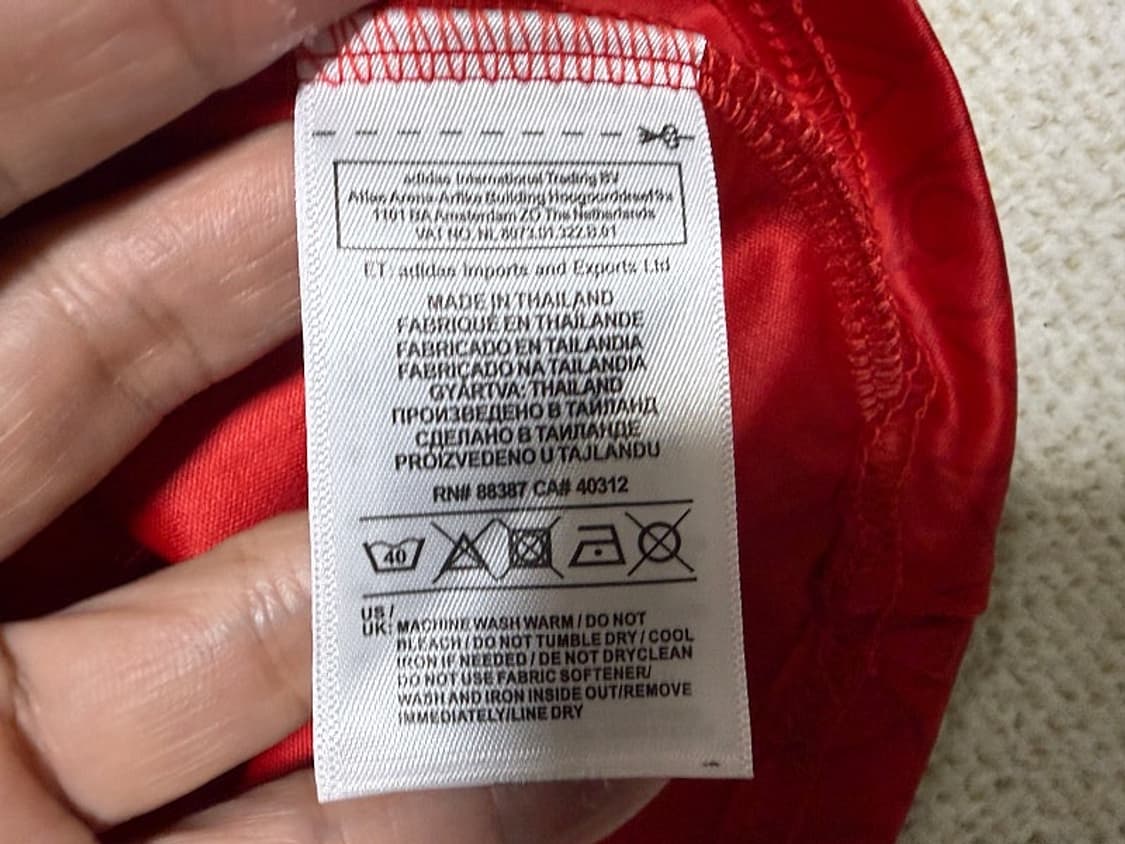 adidas International Trading BV
Atlas Arena-Afrika Building Hoogoorddreef 9a
1101 BA Amsterdam ZO The Netherlands
VAT NO. NL 8073.01.322.B.01
ET. adidas Imports and Exports Ltd
MADE IN THAILAND
FABRIQUÉ EN THAÏLANDE
FABRICADO EN TAILANDIA
FABRICADO NA TAILANDIA
GYÁRTVA: THAILAND
ПРОИЗВЕДЕНО В ТАИЛАНД
СДЕЛАНО В ТАИЛАНДЕ
PROIZVEDENO U TAJLANDU
RN# 88387 CA# 40312
40
US /
UK: MACHINE WASH WARM / DO NOT
BLEACH / DO NOT TUMBLE DRY / COOL
IRON IF NEEDED / DE NOT DRYCLEAN
DO NOT USE FABRIC SOFTENER/
WASH AND IRON INSIDE OUT/REMOVE
IMMEDIATELY/LINE DRY